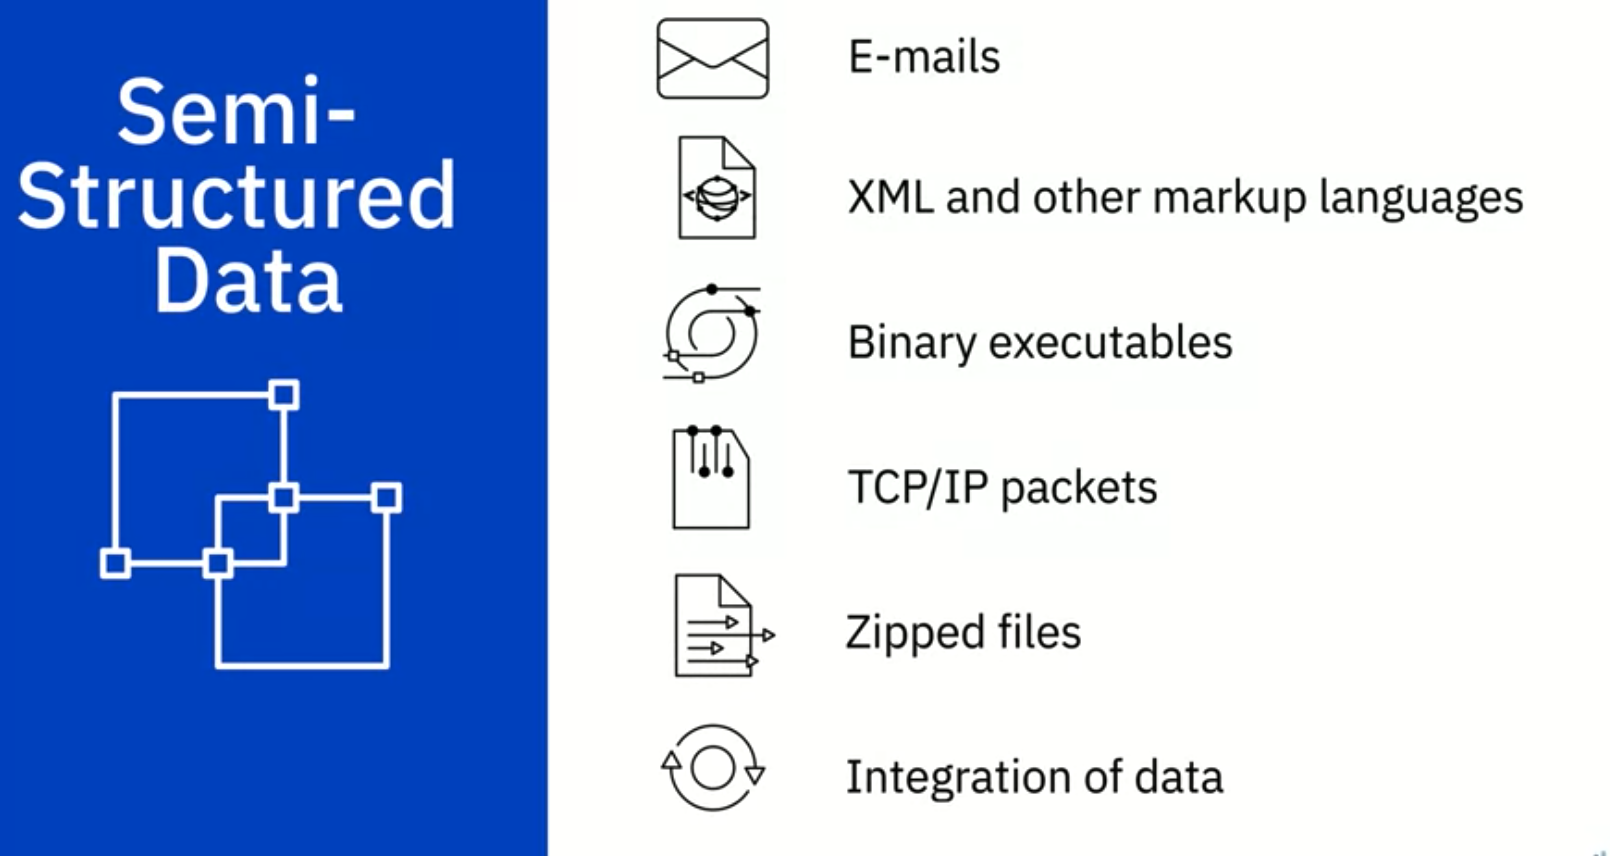 Semi-
Structured
Data
E-mails
XML and other markup languages
Binary executables
TCP/IP packets
Zipped files
Integration of data